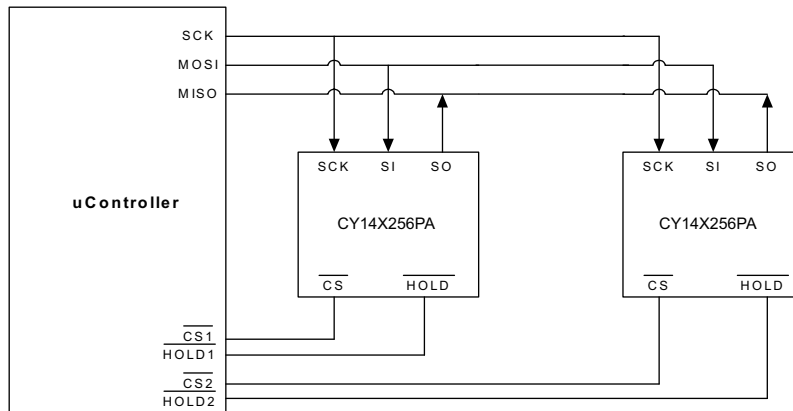 SCK
MOSI
MISO
uController
SCK SI SO
CY14X256PA
CS HOLD
SCK SI SO
CY14X256PA
CS HOLD
CS1
HOLD1
CS2
HOLD2